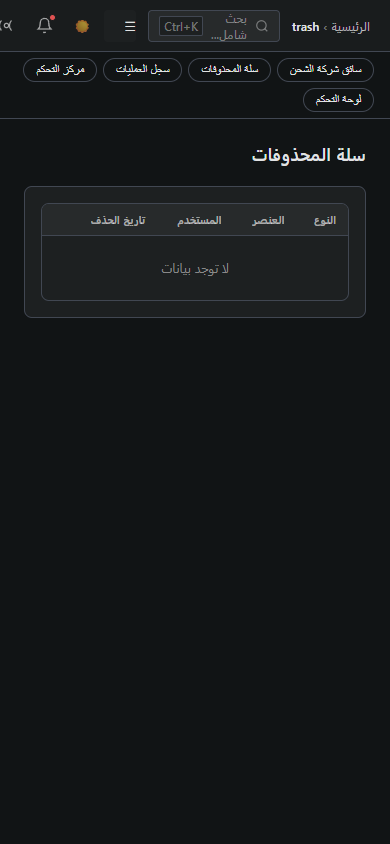 الرئيسية › trash
بحث شامل... Ctrl+K
سائق شركة الشحن
سلة المحذوفات
سجل العمليات
مركز التحكم
لوحة التحكم
سلة المحذوفات
النوع العنصر المستخدم تاريخ الحذف
لا توجد بيانات